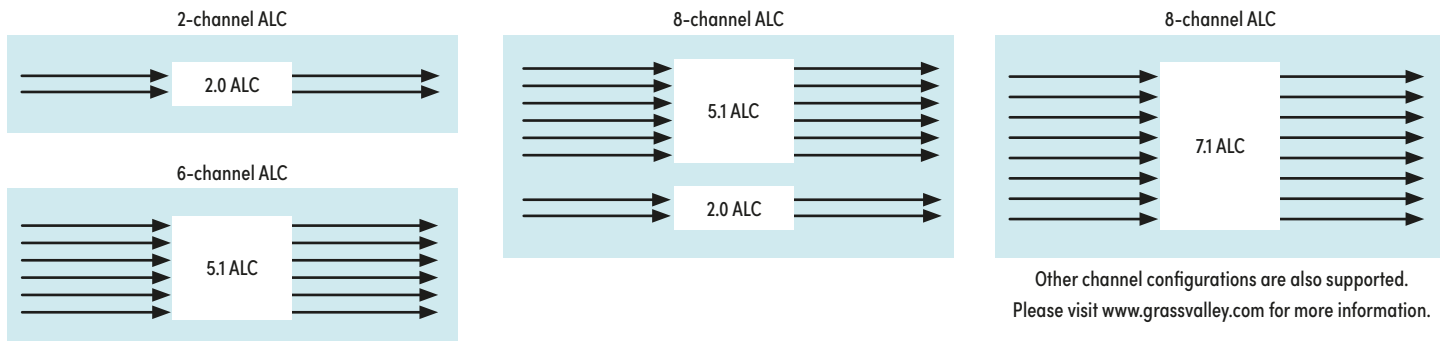 2-channel ALC
2.0 ALC
6-channel ALC
5.1 ALC
8-channel ALC
5.1 ALC
2.0 ALC
8-channel ALC
7.1 ALC
Other channel configurations are also supported.
Please visit www.grassvalley.com for more information.